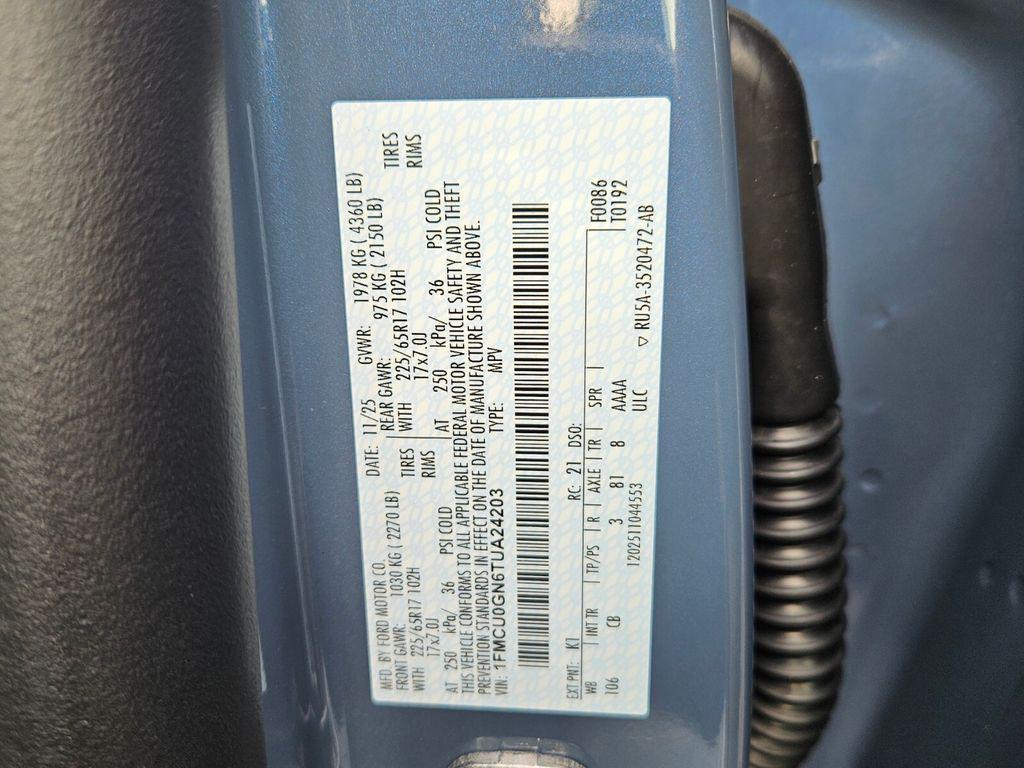 MFD. BY FORD MOTOR CO.
DATE: 11/25 GVWR: 1978 KG ( 4360 LB)
FRONT GAWR: 1030 KG ( 2270 LB) REAR GAWR: 975 KG ( 2150 LB)
WITH 225/65R17 102H TIRES WITH 225/65R17 102H TIRES
17x7.0J RIMS 17x7.0J RIMS
AT 250 kPa/ 36 PSI COLD AT 250 kPa/ 36 PSI COLD
THIS VEHICLE CONFORMS TO ALL APPLICABLE FEDERAL MOTOR VEHICLE SAFETY AND THEFT
PREVENTION STANDARDS IN EFFECT ON THE DATE OF MANUFACTURE SHOWN ABOVE.
VIN: 1FMCU0GN6TUA24203 TYPE: MPV
EXT PNT: K1 RC: 21 DSO: F0086
WB INT TR TP/PS R AXLE TR SPR T0192
106 CB 3 81 8 AAAA
ULC
1202511044553 ▽ RU5A-3520472-AB